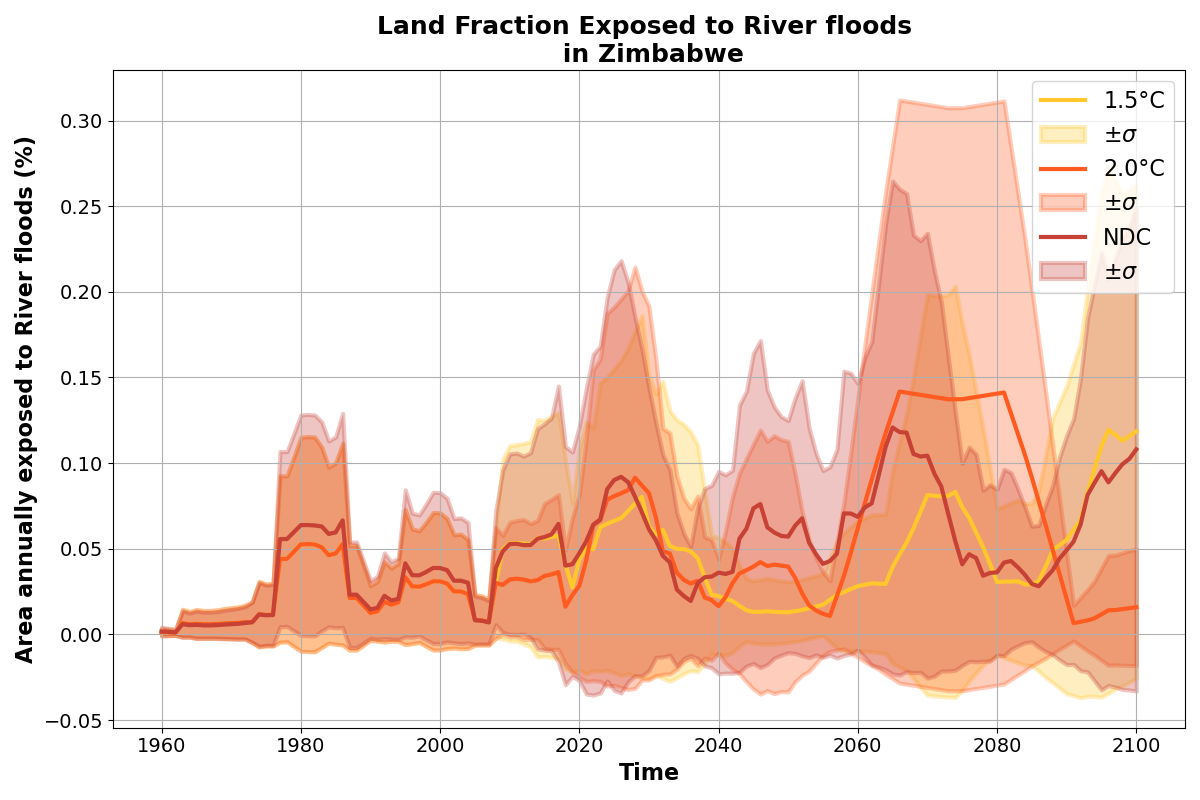 Land Fraction Exposed to River floods
in Zimbabwe
Area annually exposed to River floods (%)
0.30
0.25
0.20
0.15
0.10
0.05
0.00
−0.05
1960
1980
2000
2020
2040
2060
2080
2100
Time
1.5°C
±σ
2.0°C
±σ
NDC
±σ